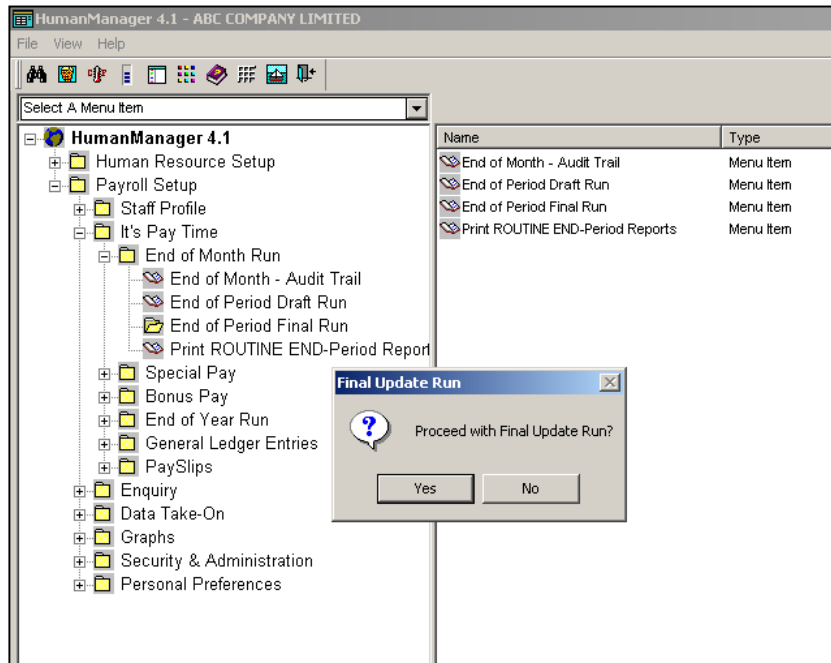 HumanManager 4.1 - ABC COMPANY LIMITED
File View Help
Select A Menu Item
HumanManager 4.1
Human Resource Setup
Payroll Setup
Staff Profile
It's Pay Time
End of Month Run
End of Month - Audit Trail
End of Period Draft Run
End of Period Final Run
Print ROUTINE END-Period Report
Special Pay
Bonus Pay
End of Year Run
General Ledger Entries
PaySlips
Enquiry
Data Take-On
Graphs
Security & Administration
Personal Preferences
Name Type
End of Month - Audit Trail Menu Item
End of Period Draft Run Menu Item
End of Period Final Run Menu Item
Print ROUTINE END-Period Reports Menu Item
Final Update Run
Proceed with Final Update Run?
Yes No